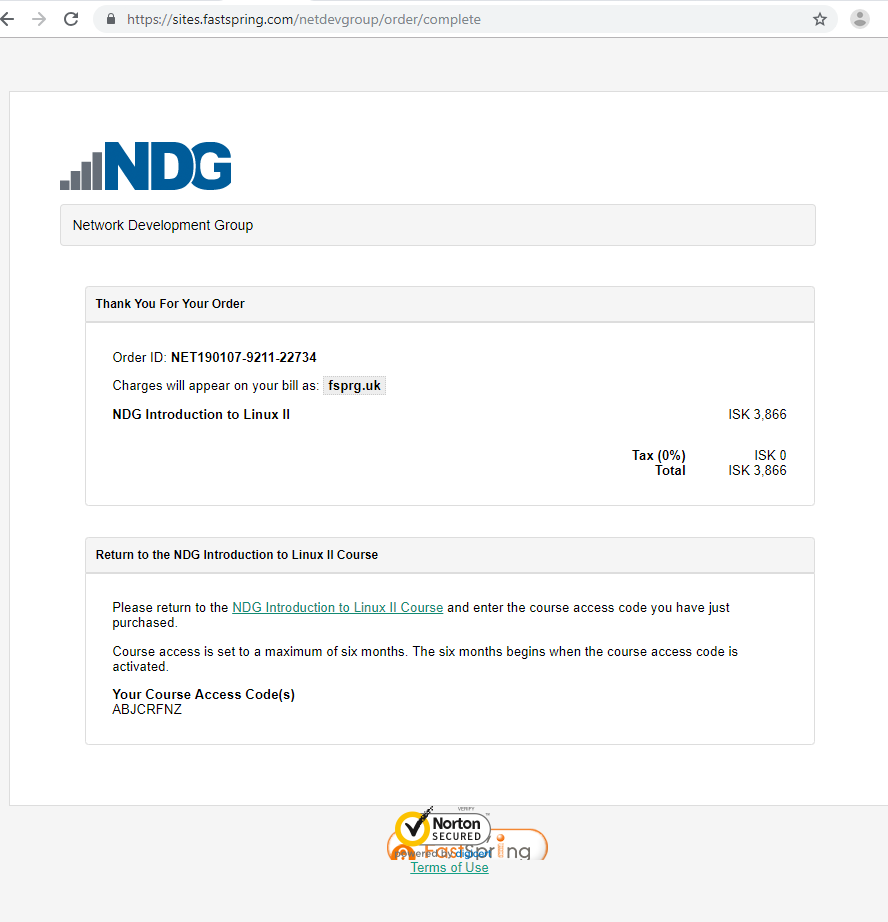 https://sites.fastspring.com/netdevgroup/order/complete
NDG
Network Development Group
Thank You For Your Order
Order ID: NET190107-9211-22734
Charges will appear on your bill as: fsprg.uk
NDG Introduction to Linux II ISK 3,866
Tax (0%) ISK 0
Total ISK 3,866
Return to the NDG Introduction to Linux II Course
Please return to the NDG Introduction to Linux II Course and enter the course access code you have just
purchased.
Course access is set to a maximum of six months. The six months begins when the course access code is
activated.
Your Course Access Code(s)
ABJCRFNZ
VERIFY
Norton
SECURED
powered by digicert
FastSpring
Terms of Use